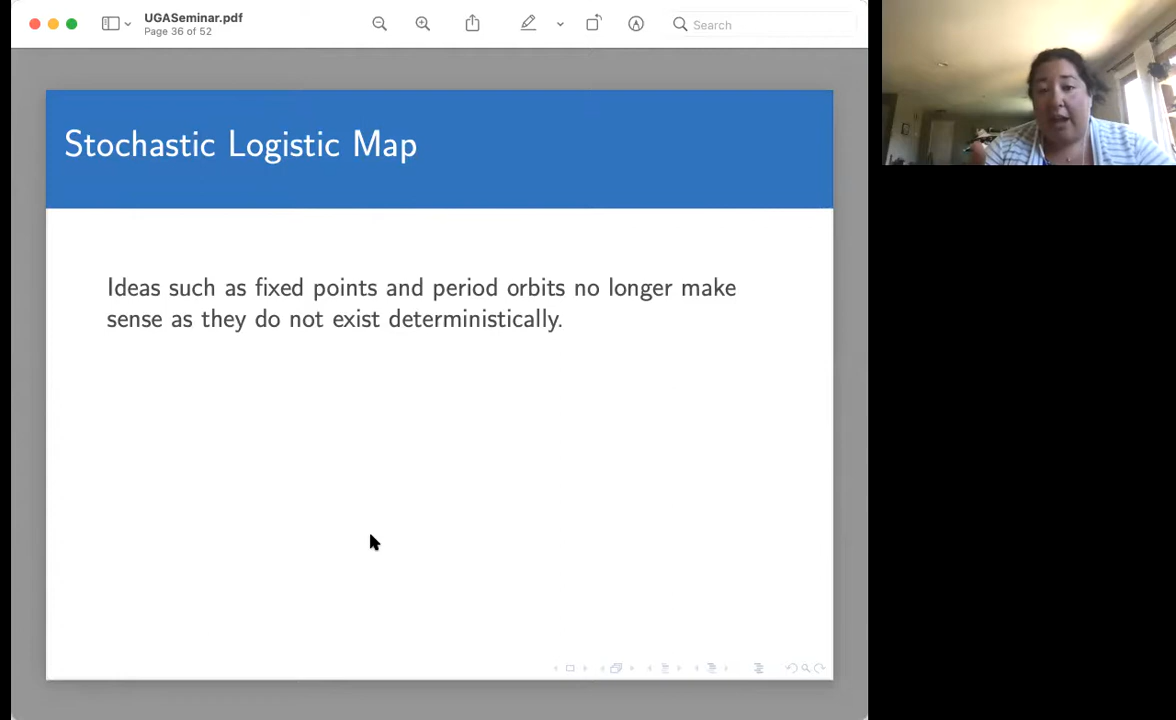 UGASeminar.pdf
Page 36 of 52
Search
Stochastic Logistic Map
Ideas such as fixed points and period orbits no longer make
sense as they do not exist deterministically.